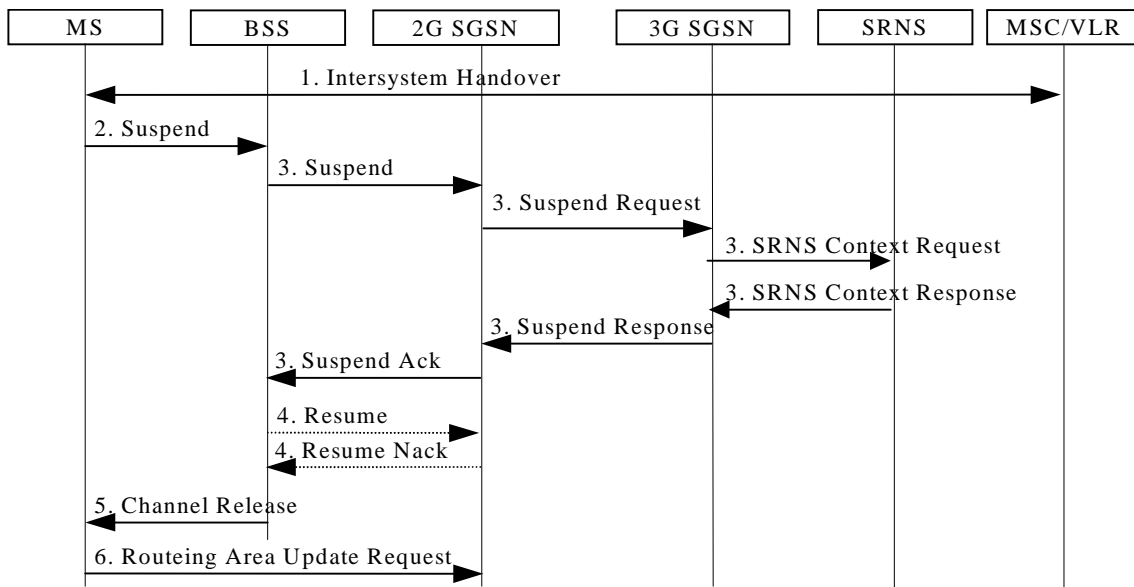 MS
BSS
2G SGSN
3G SGSN
SRNS
MSC/VLR
1. Intersystem Handover
2. Suspend
3. Suspend
3. Suspend Request
3. SRNS Context Request
3. SRNS Context Response
3. Suspend Response
3. Suspend Ack
4. Resume
4. Resume Nack
5. Channel Release
6. Routeing Area Update Request